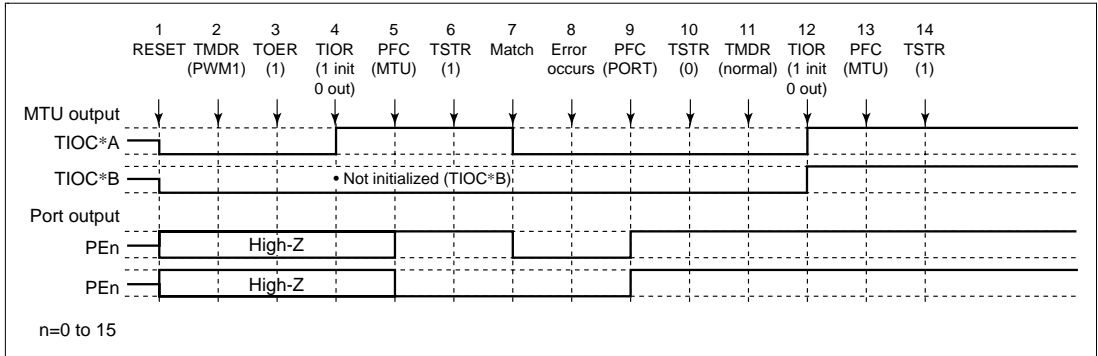 1 2 3 4 5 6 7 8 9 10 11 12 13 14
RESET TMDR TOER TIOR PFC TSTR Match Error PFC TSTR TMDR TIOR PFC TSTR
(PWM1) (1) (1 init (MTU) (1) occurs (PORT) (0) (normal) (1 init (MTU) (1)
0 out) 0 out)
MTU output
TIOC*A
TIOC*B • Not initialized (TIOC*B)
Port output
PEn High-Z
PEn High-Z
n=0 to 15